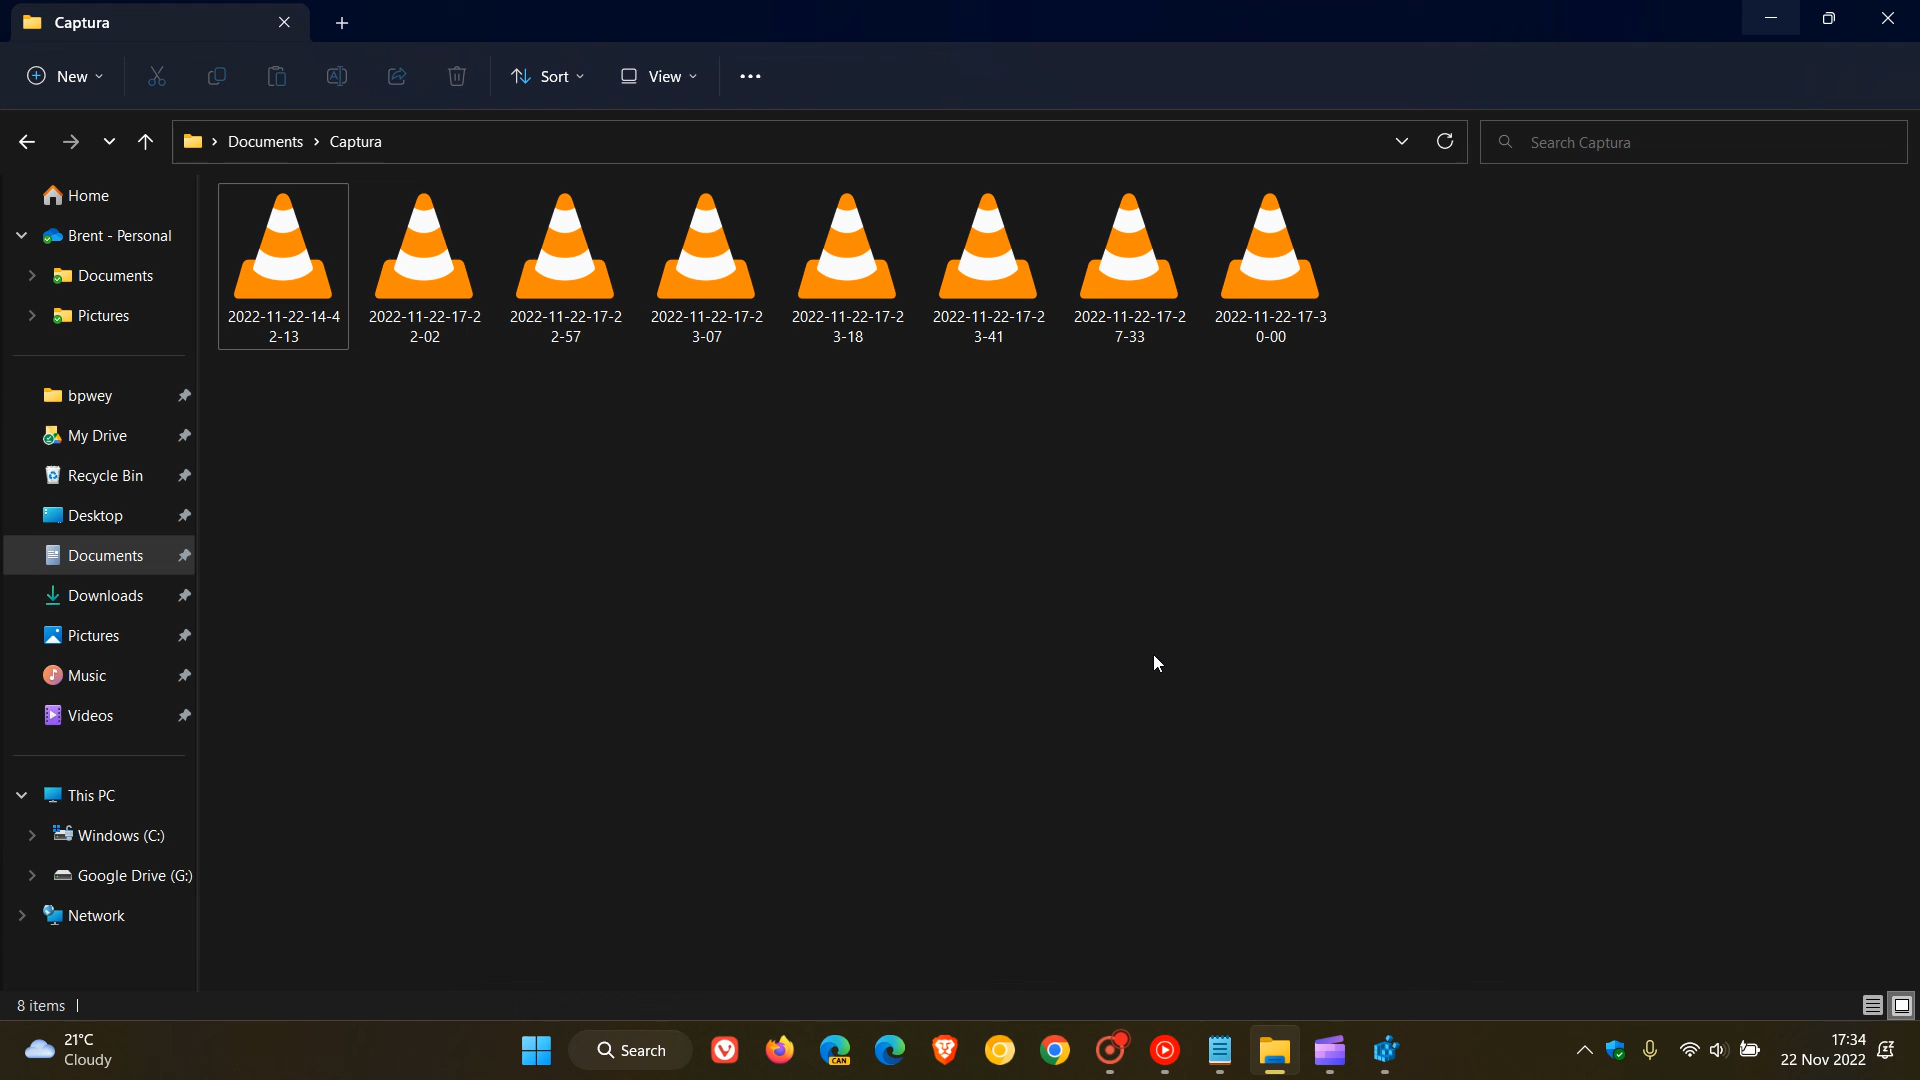 Captura
New
Sort
View
Documents
Captura
Search Captura
Home
Brent - Personal
Documents
Pictures
bpwey
My Drive
Recycle Bin
Desktop
Documents
Downloads
Pictures
Music
Videos
This PC
Windows (C:)
Google Drive (G:)
Network
2022-11-22-14-4
2-13
2022-11-22-17-2
2-02
2022-11-22-17-2
2-57
2022-11-22-17-2
3-07
2022-11-22-17-2
3-18
2022-11-22-17-2
3-41
2022-11-22-17-2
7-33
2022-11-22-17-3
0-00
8 items
21°C
Cloudy
Search
CAN
17:34
22 Nov 2022